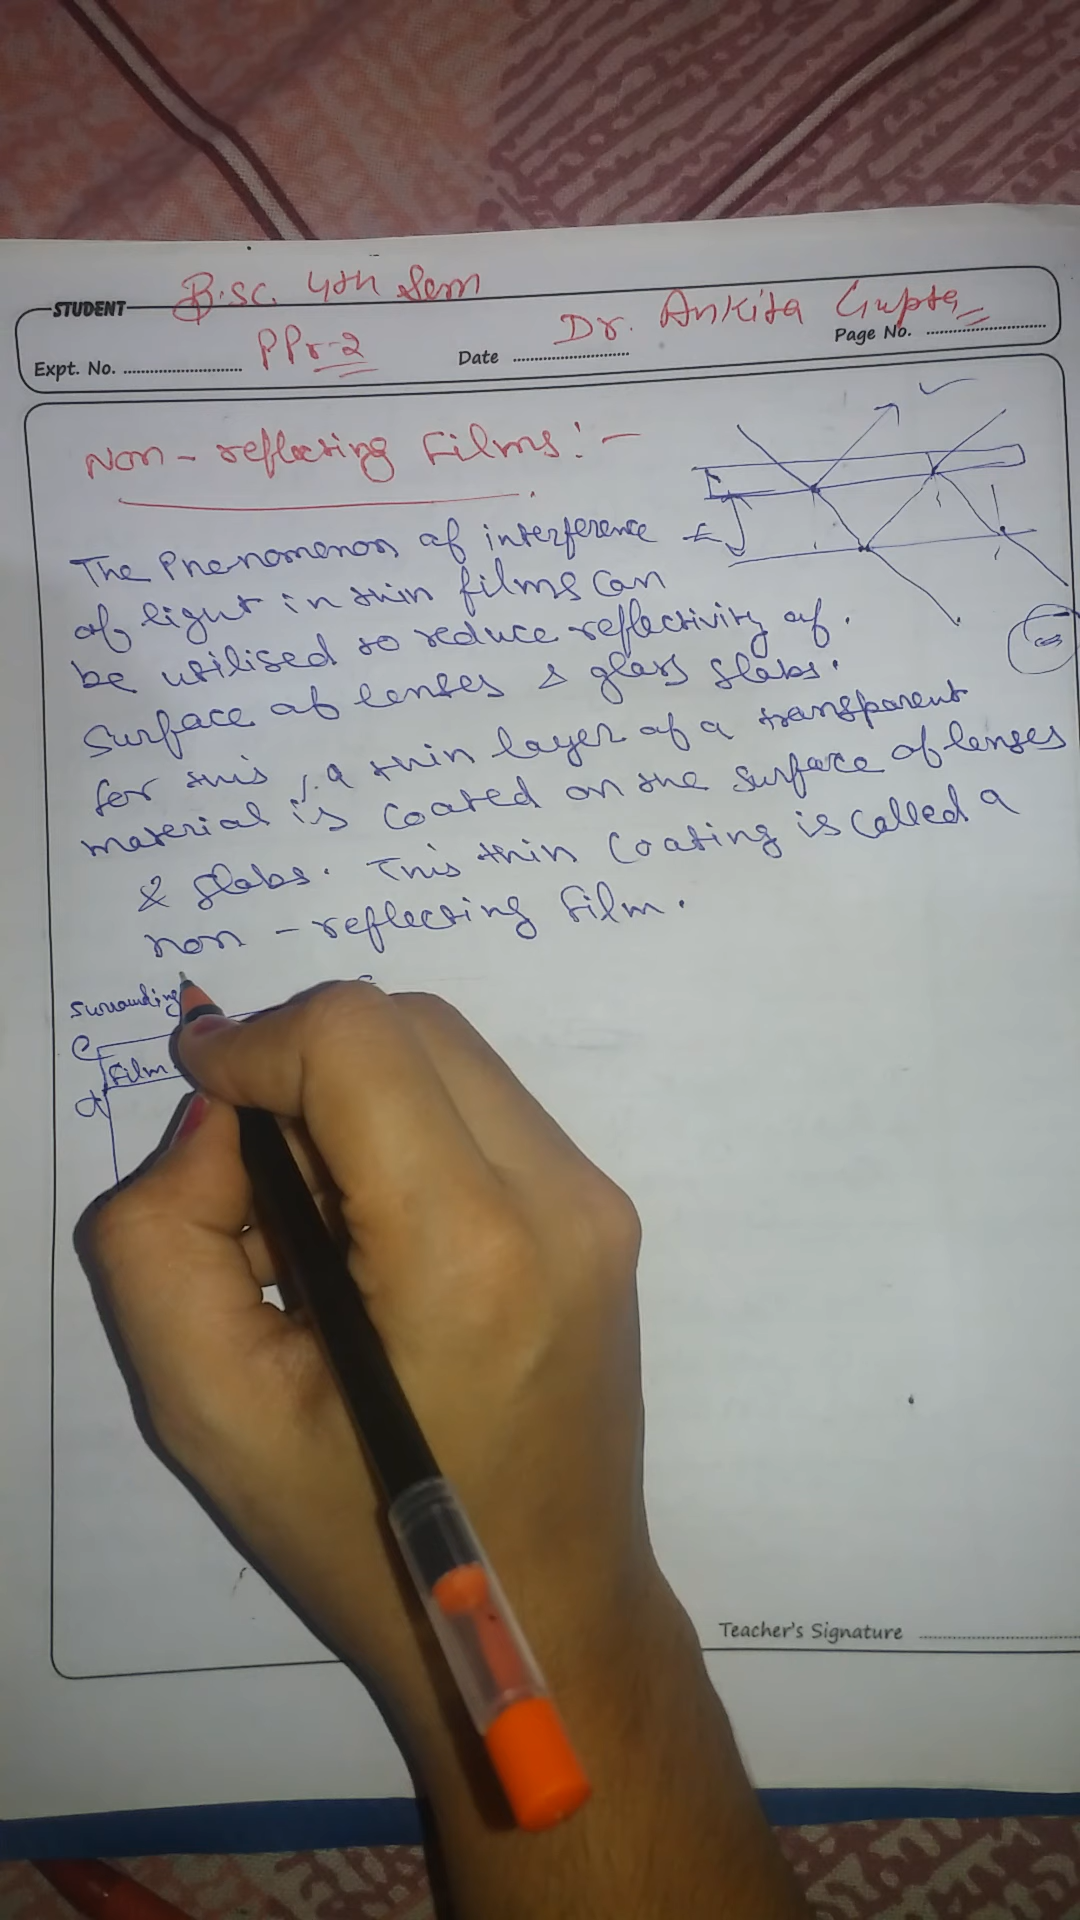 STUDENT
B.sc. 4th Sem
Expt. No.
PPr-2
Date
Dr. Ankita Gupta
Page No.
Non-reflecting Films:-
The Phenomenon of interference
of light in thin films can
be utilised to reduce reflectivity of
surface of lenses & glass slabs.
for this, a thin layer of a transparent
material is coated on the surface of lenses
& slabs. This thin coating is called a
non-reflecting film.
t
Surrounding
Film
Teacher's Signature